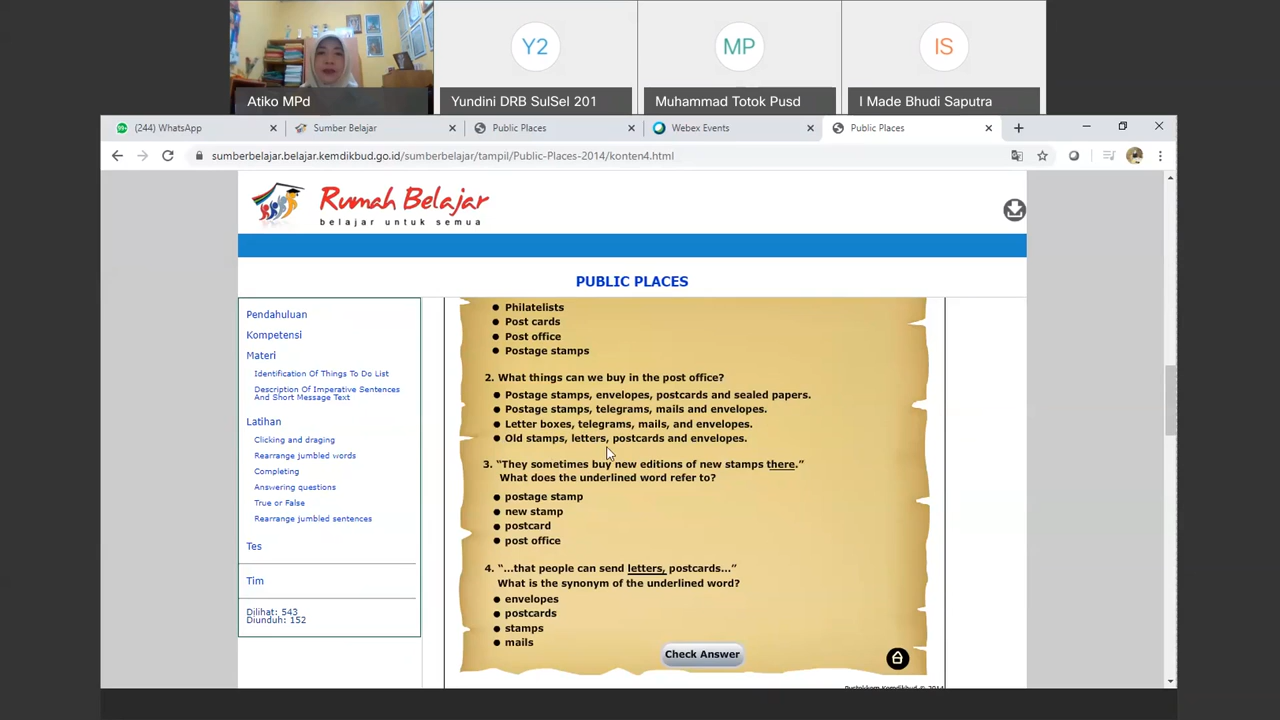 Y2
MP
IS
Atiko MPd
Yundini DRB SulSel 201
Muhammad Totok Pusd
I Made Bhudi Saputra
(244) WhatsApp
Sumber Belajar
Public Places
Webex Events
Public Places
sumberbelajar.belajar.kemdikbud.go.id/sumberbelajar/tampil/Public-Places-2014/konten4.html
Rumah Belajar
belajar untuk semua
PUBLIC PLACES
Pendahuluan
Kompetensi
Materi
Identification Of Things To Do List
Description Of Imperative Sentences
And Short Message Text
Latihan
Clicking and draging
Rearrange jumbled words
Completing
Answering questions
True or False
Rearrange jumbled sentences
Tes
Tim
Dilihat: 543
Diunduh: 152
Philatelists
Post cards
Post office
Postage stamps
2. What things can we buy in the post office?
Postage stamps, envelopes, postcards and sealed papers.
Postage stamps, telegrams, mails and envelopes.
Letter boxes, telegrams, mails, and envelopes.
Old stamps, letters, postcards and envelopes.
3. “They sometimes buy new editions of new stamps there.”
What does the underlined word refer to?
postage stamp
new stamp
postcard
post office
4. “...that people can send letters, postcards...”
What is the synonym of the underlined word?
envelopes
postcards
stamps
mails
Check Answer
Pustekkom Kemdikbud © 2014